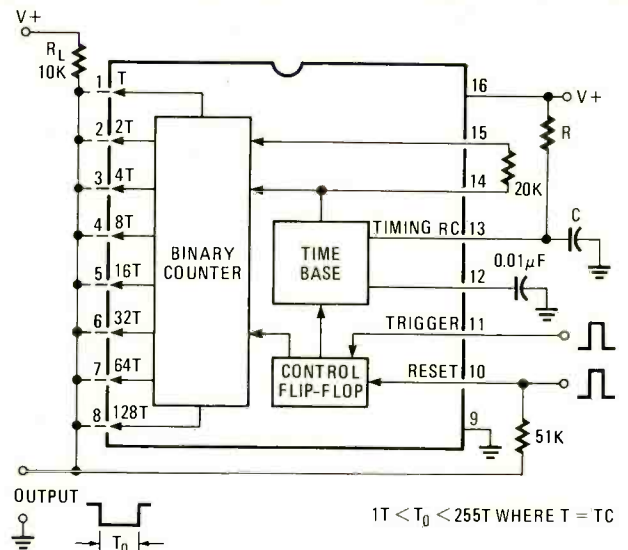 V+
R_L
10K
1 T
2 2T
3 4T
4 8T
5 16T
6 32T
7 64T
8 128T
BINARY
COUNTER
TIME
BASE
CONTROL
FLIP-FLOP
16
V+
R
15
20K
14
TIMING RC 13
C
0.01μF
12
TRIGGER 11
RESET 10
9
51K
OUTPUT
T₀
1T < T₀ < 255T WHERE T = TC